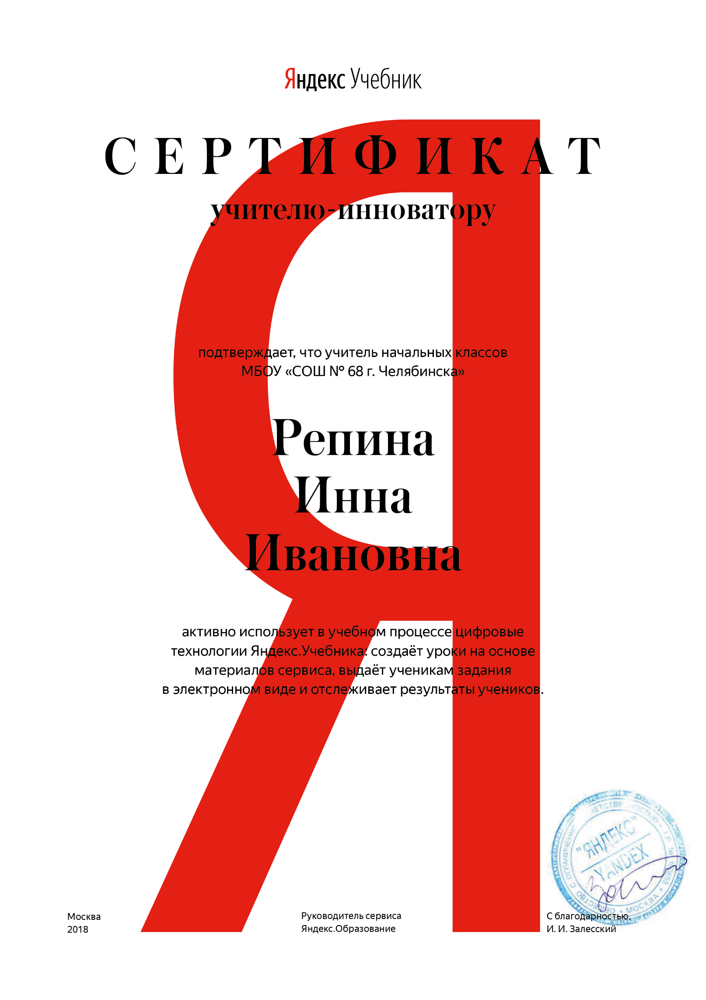 Яндекс Учебник
СЕРТИФИКАТ
учителю-инноватору
подтверждает, что учитель начальных классов
МБОУ «СОШ № 68 г. Челябинска»
Репина
Инна
Ивановна
активно использует в учебном процессе цифровые
технологии Яндекс.Учебника: создаёт уроки на основе
материалов сервиса, выдаёт ученикам задания
в электронном виде и отслеживает результаты учеников.
"ЯНДЕКС"
YANDEX
ОБЩЕСТВО С
МОСКВА
Москва
2018
Руководитель сервиса
Яндекс.Образование
С благодарностью,
И. И. Залесский